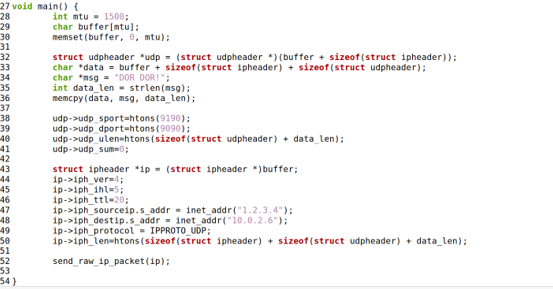 27 void main() {
28 int mtu = 1500;
29 char buffer[mtu];
30 memset(buffer, 0, mtu);
31
32 struct udpheader *udp = (struct udpheader *)(buffer + sizeof(struct ipheader));
33 char *data = buffer + sizeof(struct ipheader) + sizeof(struct udpheader);
34 char *msg = "DOR DOR!";
35 int data_len = strlen(msg);
36 memcpy(data, msg, data_len);
37
38 udp->udp_sport=htons(9190);
39 udp->udp_dport=htons(9090);
40 udp->udp_ulen=htons(sizeof(struct udpheader) + data_len);
41 udp->udp_sum=0;
42
43 struct ipheader *ip = (struct ipheader *)buffer;
44 ip->iph_ver=4;
45 ip->iph_ihl=5;
46 ip->iph_ttl=20;
47 ip->iph_sourceip.s_addr = inet_addr("1.2.3.4");
48 ip->iph_destip.s_addr = inet_addr("10.0.2.6");
49 ip->iph_protocol = IPPROTO_UDP;
50 ip->iph_len=htons(sizeof(struct ipheader) + sizeof(struct udpheader) + data_len);
51
52 send_raw_ip_packet(ip);
53
54 }